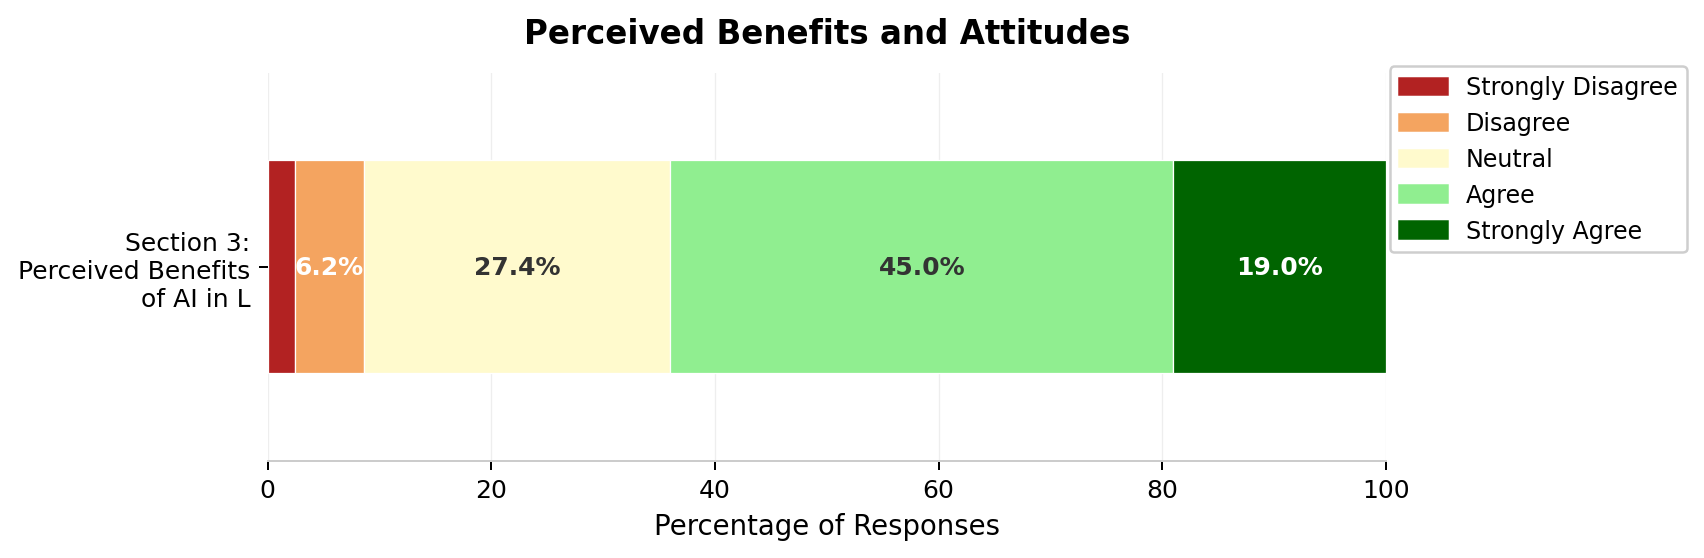 Perceived Benefits and Attitudes
Strongly Disagree
Disagree
Neutral
Agree
Strongly Agree
Section 3:
Perceived Benefits
of AI in L
6.2%
27.4%
45.0%
19.0%
0
20
40
60
80
100
Percentage of Responses